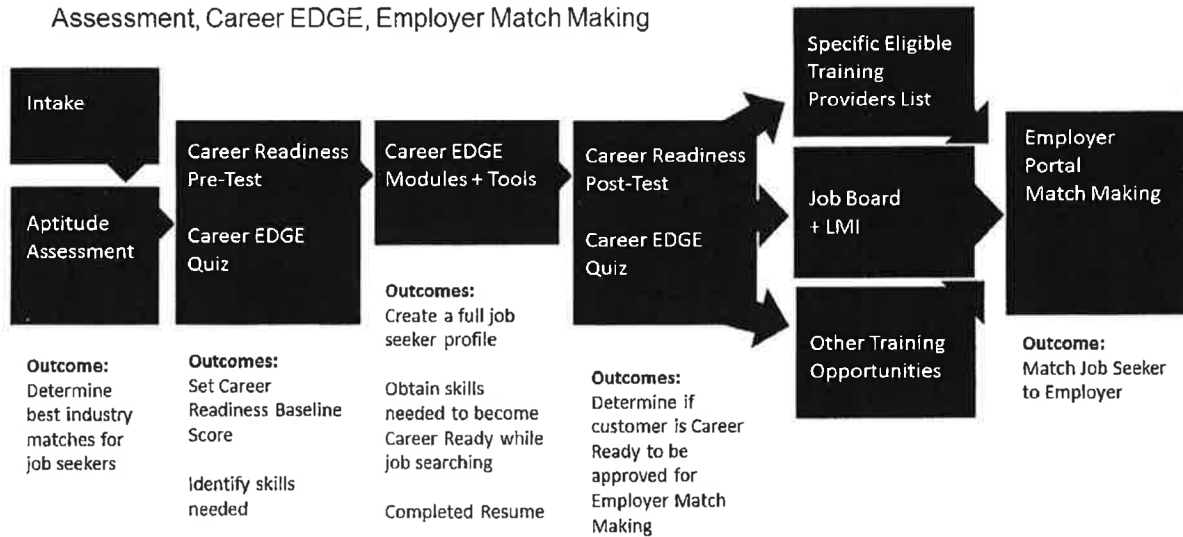 Assessment, Career EDGE, Employer Match Making
Intake
Aptitude
Assessment
Outcome:
Determine
best industry
matches for
job seekers
Career Readiness
Pre-Test
Career EDGE
Quiz
Outcomes:
Set Career
Readiness Baseline
Score
Identify skills
needed
Career EDGE
Modules + Tools
Outcomes:
Create a full job
seeker profile
Obtain skills
needed to become
Career Ready while
job searching
Completed Resume
Career Readiness
Post-Test
Career EDGE
Quiz
Outcomes:
Determine if
customer is Career
Ready to be
approved for
Employer Match
Making
Specific Eligible
Training
Providers List
Job Board
+ LMI
Other Training
Opportunities
Employer
Portal
Match Making
Outcome:
Match Job Seeker
to Employer